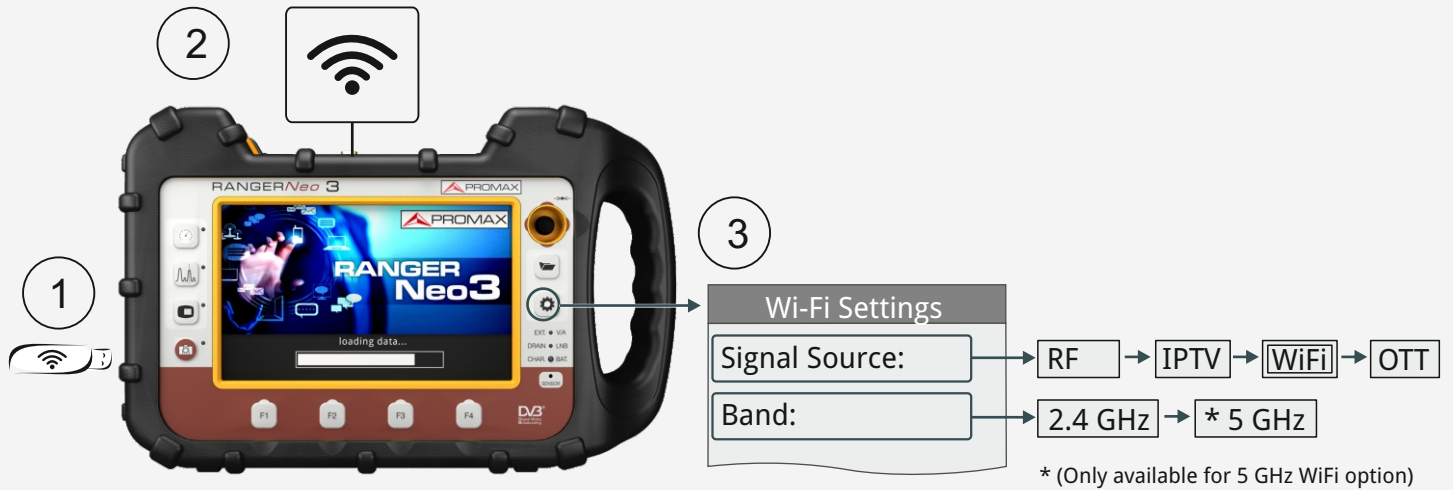 2
RANGERNeo 3
PROMAX
PROMAX
RANGER
Neo3
loading data...
EXT. V/A
DRAIN LNB
CHAR. BAT.
SENSOR
F1
F2
F3
F4
DVB
1
3
Wi-Fi Settings
Signal Source:
RF
IPTV
WiFi
OTT
Band:
2.4 GHz
* 5 GHz
* (Only available for 5 GHz WiFi option)